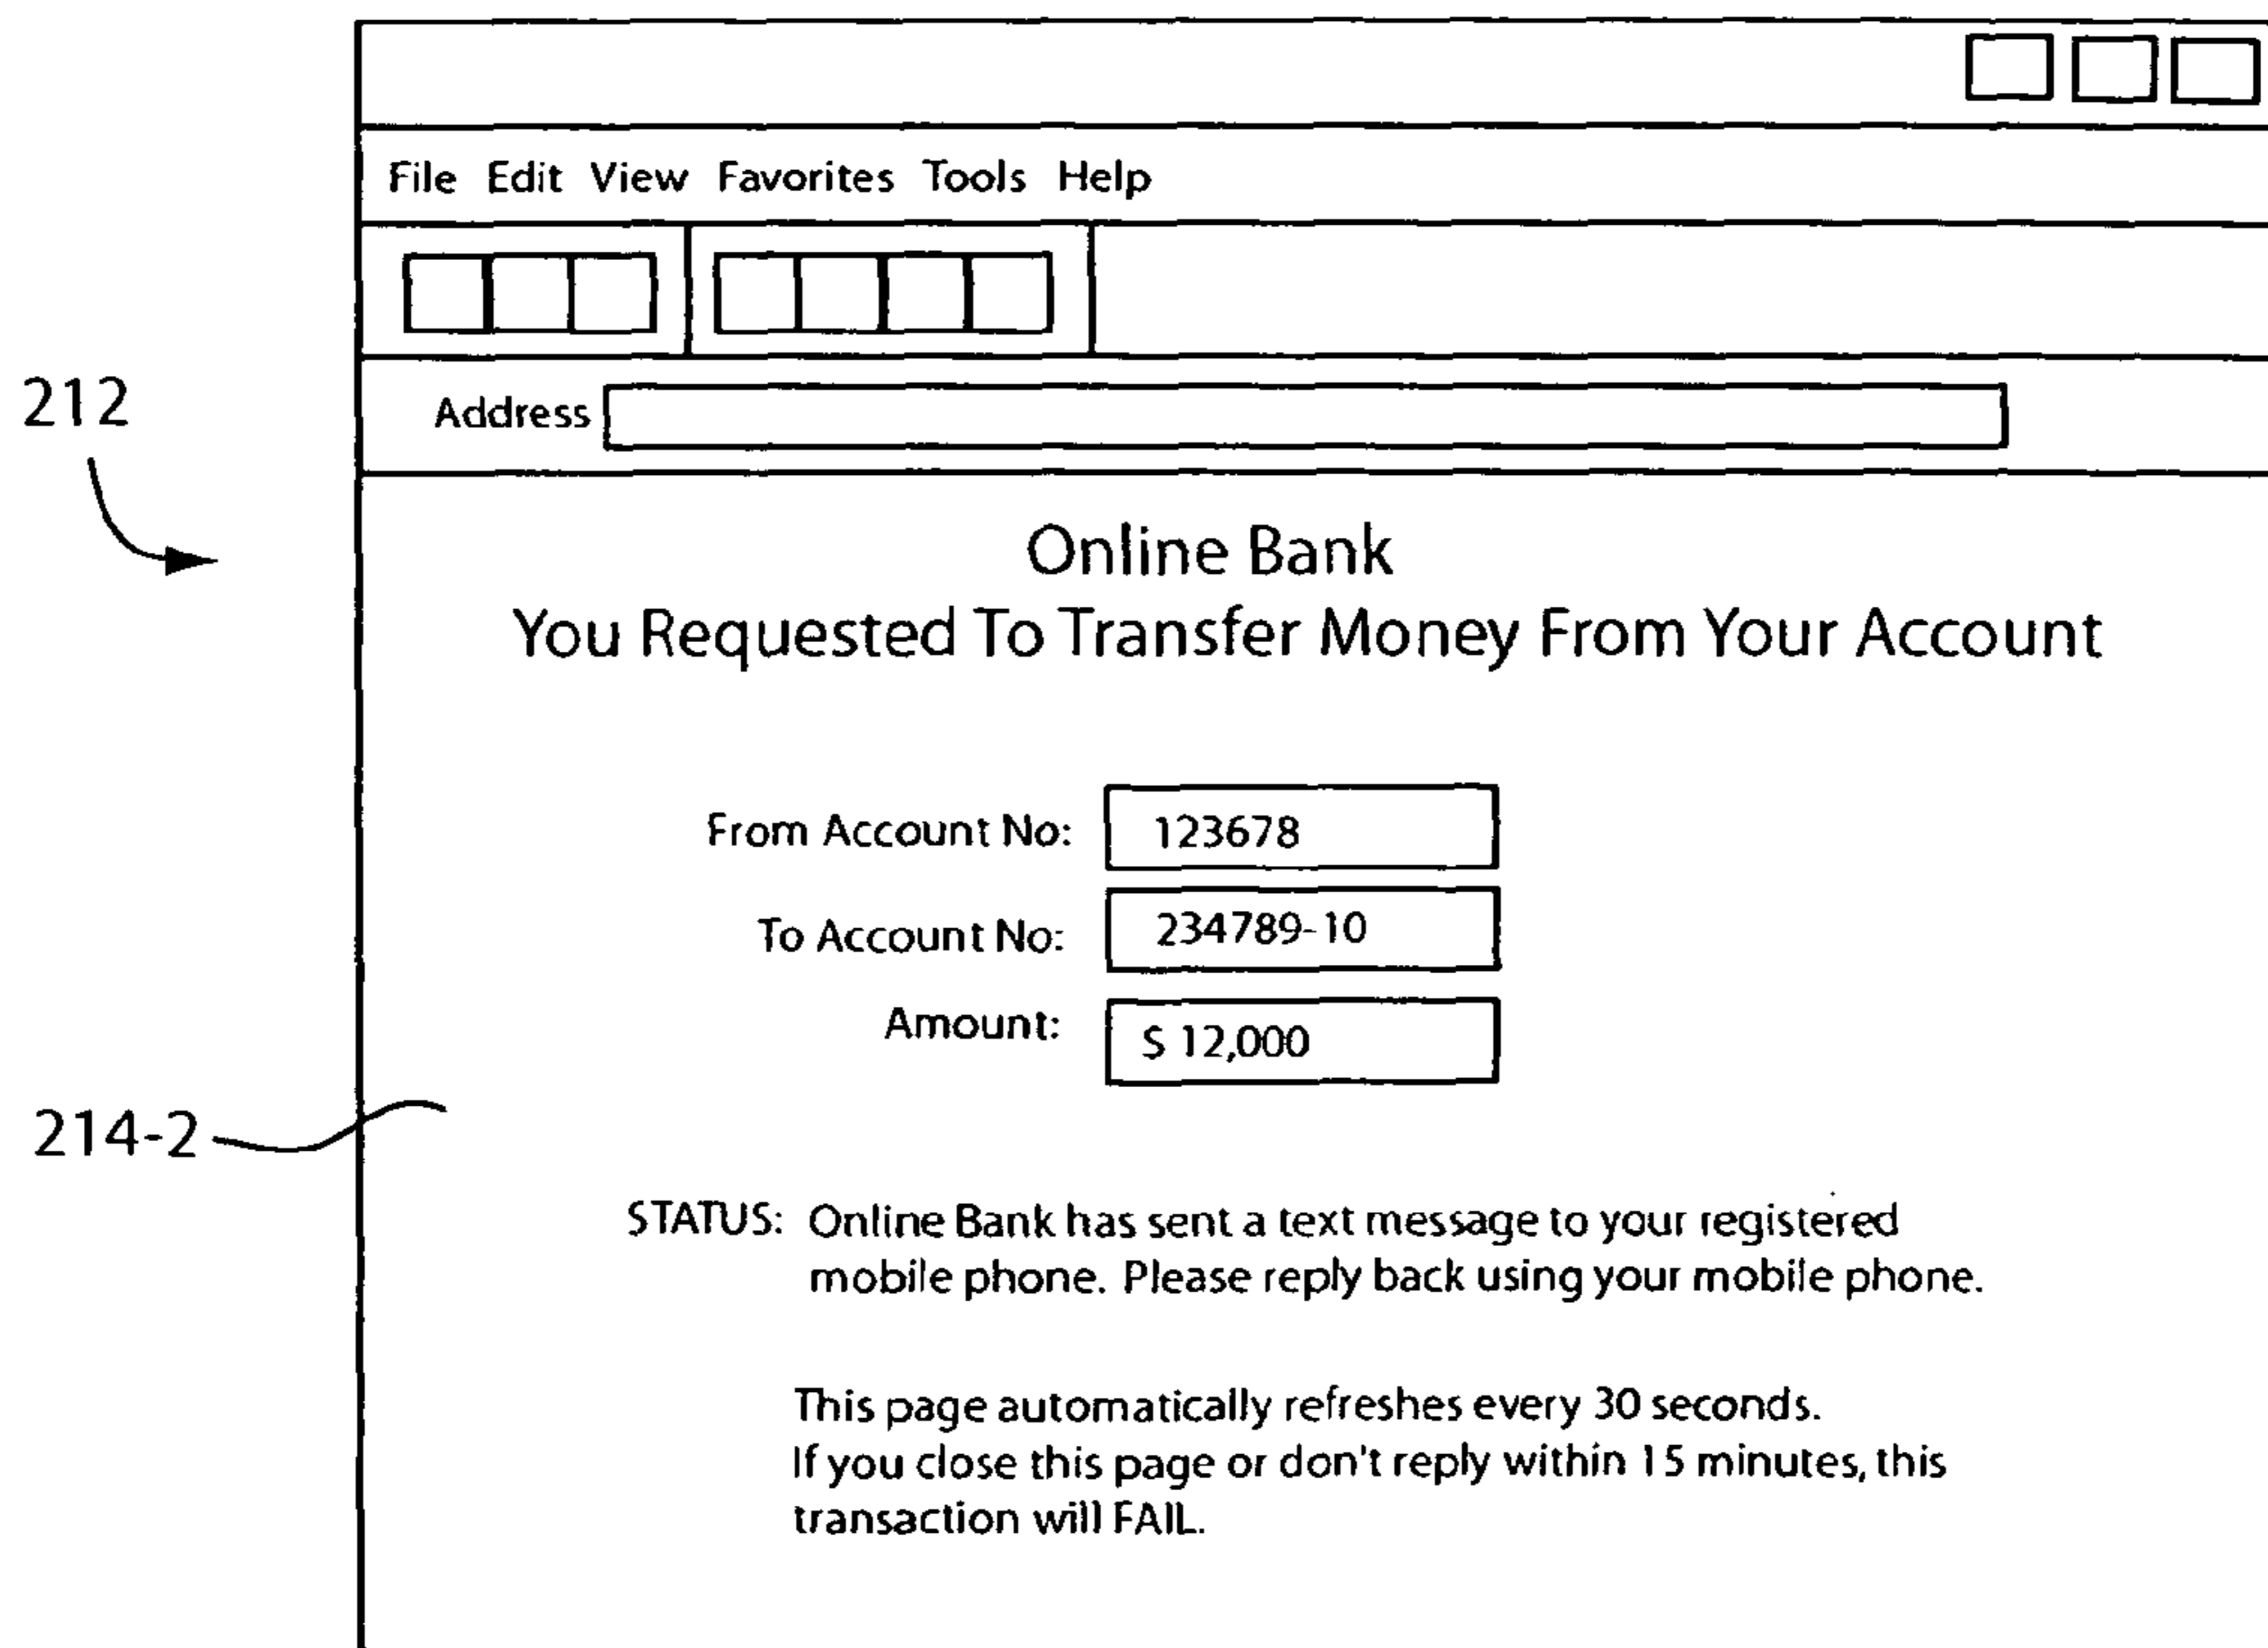 File Edit View Favorites Tools Help
212
Address
Online Bank
You Requested To Transfer Money From Your Account
From Account No: 123678
To Account No: 234789-10
Amount: $ 12,000
214-2
STATUS: Online Bank has sent a text message to your registered
mobile phone. Please reply back using your mobile phone.
This page automatically refreshes every 30 seconds.
If you close this page or don't reply within 15 minutes, this
transaction will FAIL.